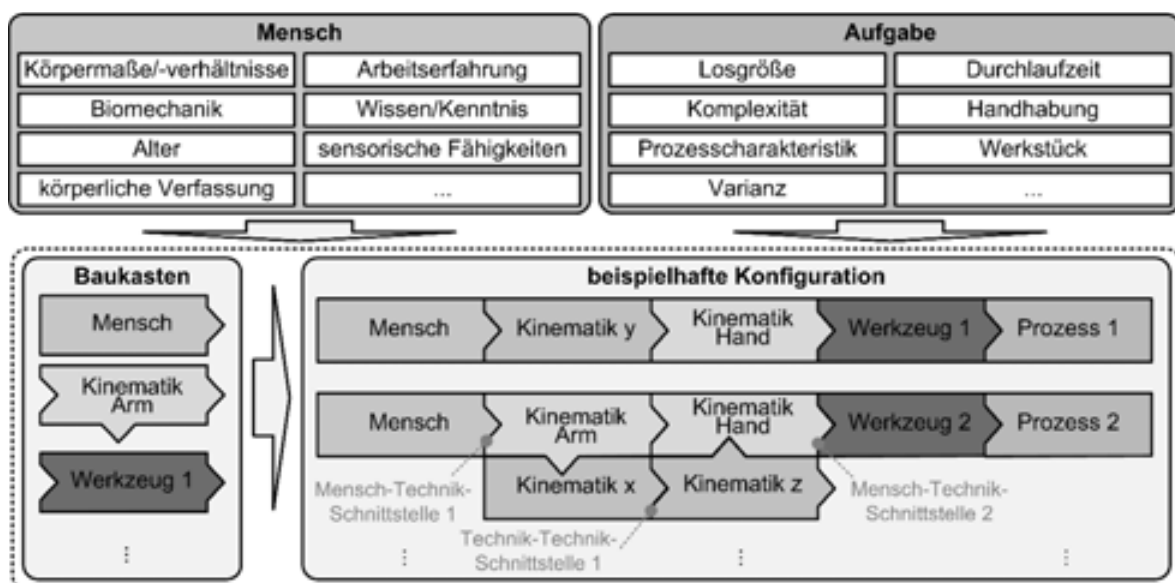 Mensch
Körpermaße/-verhältnisse
Arbeitserfahrung
Biomechanik
Wissen/Kenntnis
Alter
sensorische Fähigkeiten
körperliche Verfassung
...
Aufgabe
Losgröße
Durchlaufzeit
Komplexität
Handhabung
Prozesscharakteristik
Werkstück
Varianz
...
Baukasten
Mensch
Kinematik
Arm
Werkzeug 1
...
beispielhafte Konfiguration
Mensch
Kinematik y
Kinematik
Hand
Werkzeug 1
Prozess 1
Mensch
Kinematik
Arm
Kinematik
Hand
Werkzeug 2
Prozess 2
Kinematik x
Kinematik z
Mensch-Technik-
Schnittstelle 1
Technik-Technik-
Schnittstelle 1
Mensch-Technik-
Schnittstelle 2
...
...
...